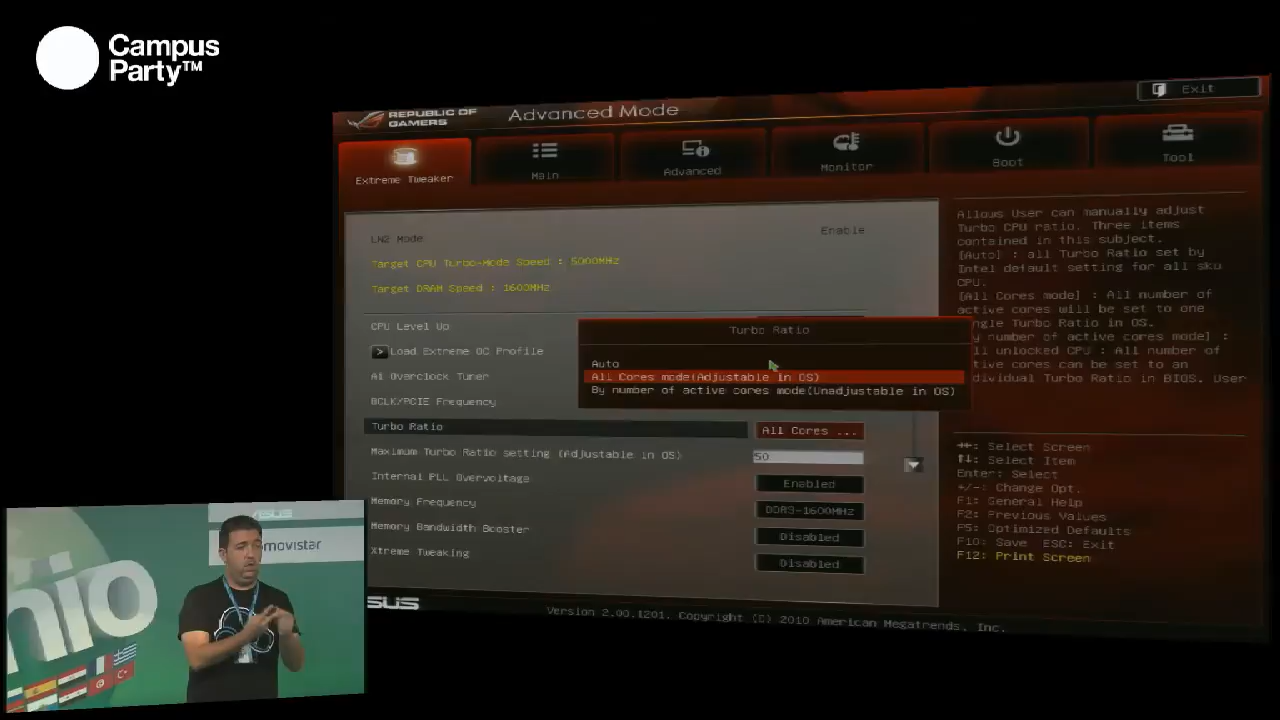 Campus
Party™
REPUBLIC OF
GAMERS
Advanced Mode
Exit
Extreme Tweaker
Main
Advanced
Monitor
Boot
Tool
LN2 Mode
Enable
Target CPU Turbo-Mode Speed : 5000MHz
Target DRAM Speed : 1600MHz
CPU Level Up
Load Extreme OC Profile
Ai Overclock Tuner
BCLK/PCIE Frequency
Turbo Ratio
All Cores ...
Maximum Turbo Ratio setting (Adjustable in OS)
50
Internal PLL Overvoltage
Enabled
Memory Frequency
DDR3-1600MHz
Memory Bandwidth Booster
Disabled
Xtreme Tweaking
Disabled
Turbo Ratio
Auto
All Cores mode(Adjustable in OS)
By number of active cores mode(Unadjustable in OS)
Allows User can manually adjust
Turbo CPU ratio. Three items
contained in this subject.
[Auto] : all Turbo Ratio set by
Intel default setting for all sku
CPU.
[All Cores mode] : All number of
active cores will be set to one
ngle Turbo Ratio in OS.
y number of active cores mode] :
ll unlocked CPU : All number of
tive cores can be set to an
dividual Turbo Ratio in BIOS. User
: Select Screen
: Select Item
Enter: Select
+/-: Change Opt.
F1: General Help
F2: Previous Values
F5: Optimized Defaults
F10: Save ESC: Exit
F12: Print Screen
SUS
Version 2.00.1201. Copyright (C) 2010 American Megatrends, Inc.
movistar
nio